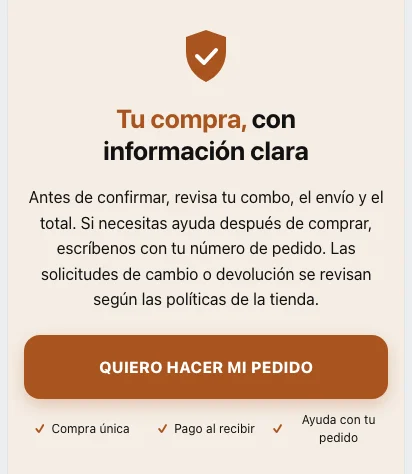 Tu compra, con
información clara
Antes de confirmar, revisa tu combo, el envío y el
total. Si necesitas ayuda después de comprar,
escríbenos con tu número de pedido. Las
solicitudes de cambio o devolución se revisan
según las políticas de la tienda.
QUIERO HACER MI PEDIDO
Compra única
Pago al recibir
Ayuda con tu
pedido